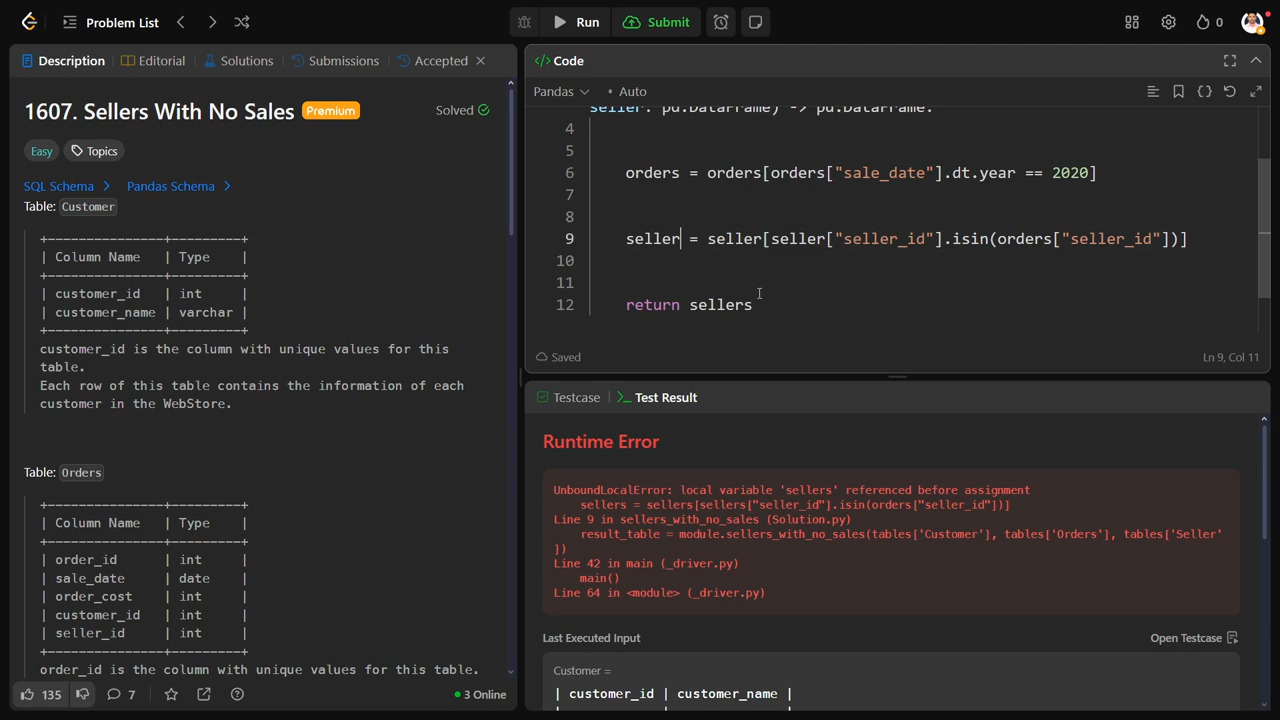 Problem List
Run
Submit
0
Description
Editorial
Solutions
Submissions
Accepted
1607. Sellers With No Sales
Premium
Solved
Easy
Topics
SQL Schema
Pandas Schema
Table: Customer
+--------------+---------+
| Column Name | Type |
+--------------+---------+
| customer_id | int |
| customer_name | varchar |
+--------------+---------+
customer_id is the column with unique values for this
table.
Each row of this table contains the information of each
customer in the WebStore.
Table: Orders
+--------------+---------+
| Column Name | Type |
+--------------+---------+
| order_id | int |
| sale_date | date |
| order_cost | int |
| customer_id | int |
| seller_id | int |
+--------------+---------+
order_id is the column with unique values for this table.
135
7
3 Online
</> Code
Pandas
• Auto
seller: pd.DataFrame) -> pd.DataFrame:
4
5
6 orders = orders[orders["sale_date"].dt.year == 2020]
7
8
9 seller = seller[seller["seller_id"].isin(orders["seller_id"])]
10
11
12 return sellers
Saved
Ln 9, Col 11
Testcase
Test Result
Runtime Error
UnboundLocalError: local variable 'sellers' referenced before assignment
sellers = sellers[sellers["seller_id"].isin(orders["seller_id"])]
Line 9 in sellers_with_no_sales (Solution.py)
result_table = module.sellers_with_no_sales(tables['Customer'], tables['Orders'], tables['Seller'
])
Line 42 in main (_driver.py)
main()
Line 64 in <module> (_driver.py)
Last Executed Input
Open Testcase
Customer =
| customer_id | customer_name |